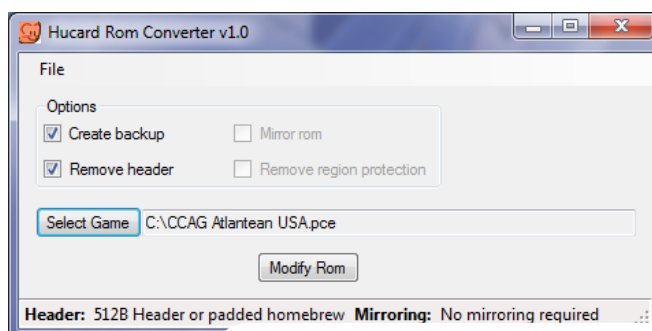 Hucard Rom Converter v1.0
File
Options
Create backup Mirror rom
Remove header Remove region protection
Select Game C:\CCAG Atlantean USA.pce
Modify Rom
Header: 512B Header or padded homebrew Mirroring: No mirroring required